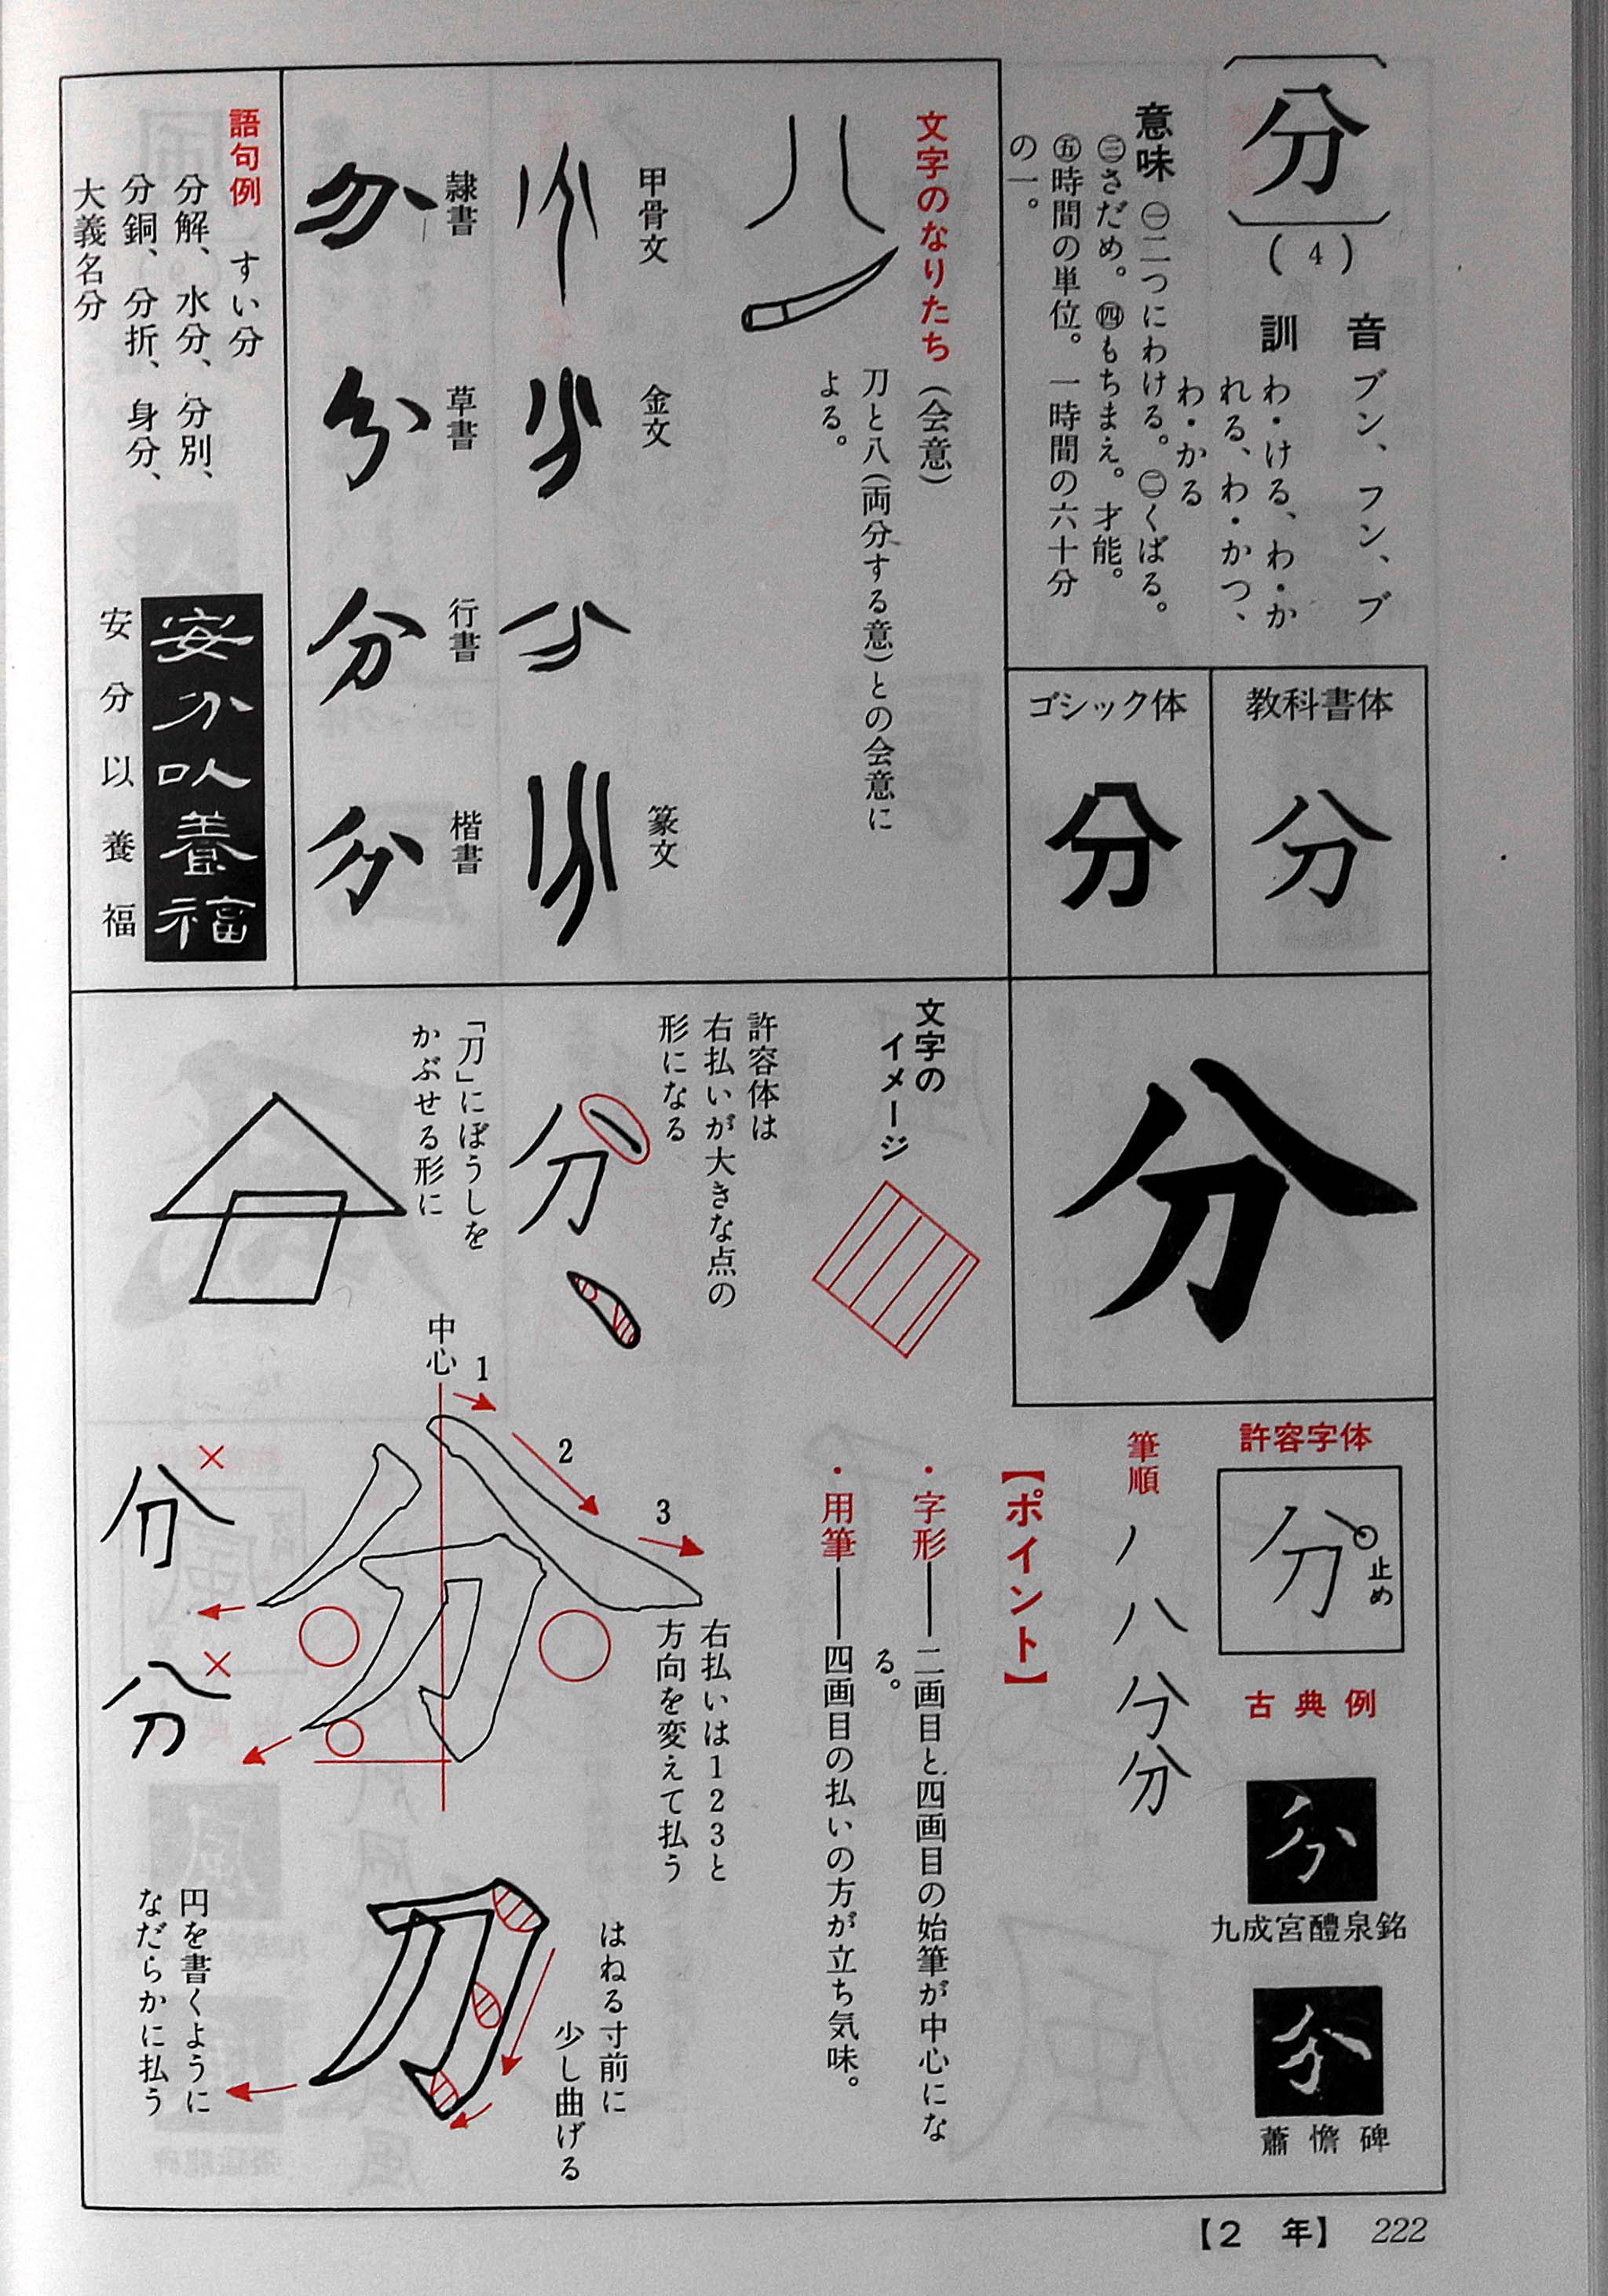 分
(4)
音 ブン、フン、ブ
訓 わ・ける、わ・か
れる、わ・かつ、
わ・かる
意味 ㊀二つにわける。㊁くばる。
㊂さだめ。㊃もちまえ。才能。
㊄時間の単位。一時間の六十分
の一。
教科書体
分
ゴシック体
分
文字のなりたち(会意)
刀と八(両分する意)との会意に
よる。
甲骨文
金文
篆文
隷書
草書
行書
楷書
語句例 すい分
分解、水分、分別、
分銅、分折、身分、
大義名分
安分以養福
安分以養福
分
許容字体
分
止め
古典例
分
九成宮醴泉銘
分
蕭憺碑
筆順
ノ八分分
【ポイント】
・字形―二画目と四画目の始筆が中心にな
る。
・用筆―四画目の払いの方が立ち気味。
文字の
イメージ
許容体は
右払いが大きな点の
形になる
分
「刀」にぼうしを
かぶせる形に
中心
1
2
3
分
右払いは123と
方向を変えて払う
×
分
×
分
はねる寸前に
少し曲げる
刀
円を書くように
なだらかに払う
【2 年】 222